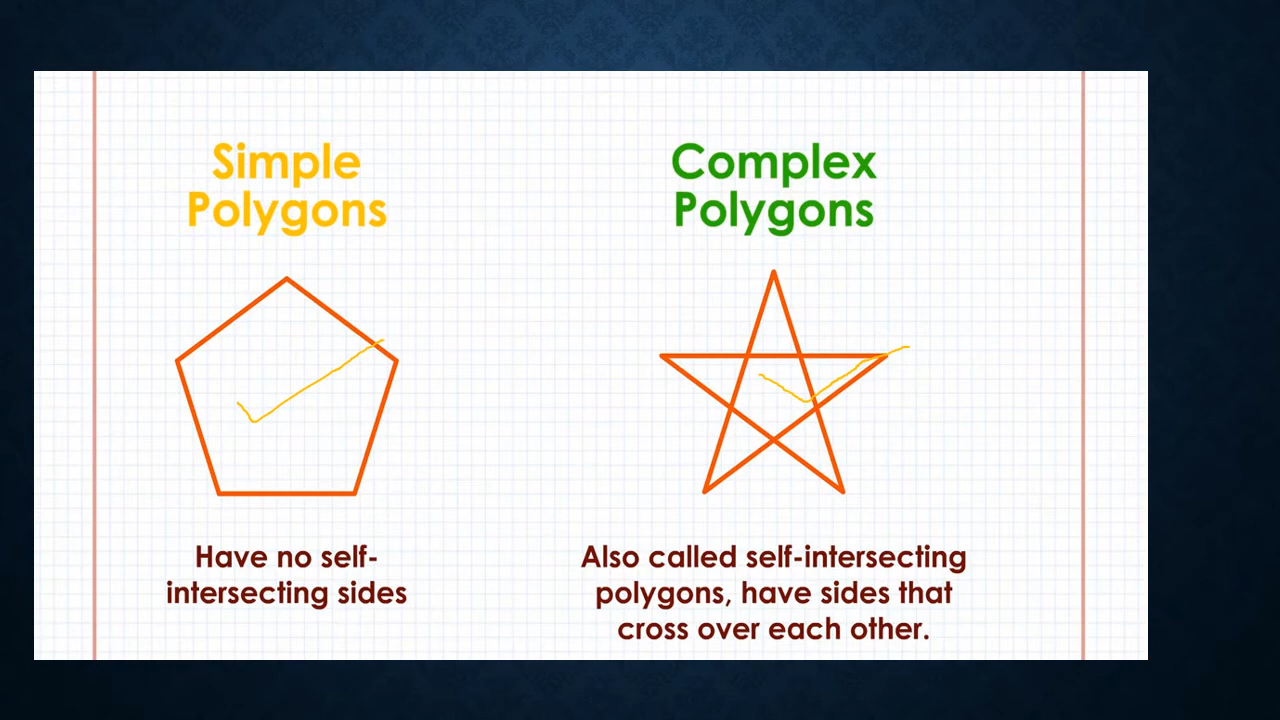 Simple
Polygons
Have no self-
intersecting sides
Complex
Polygons
Also called self-intersecting
polygons, have sides that
cross over each other.